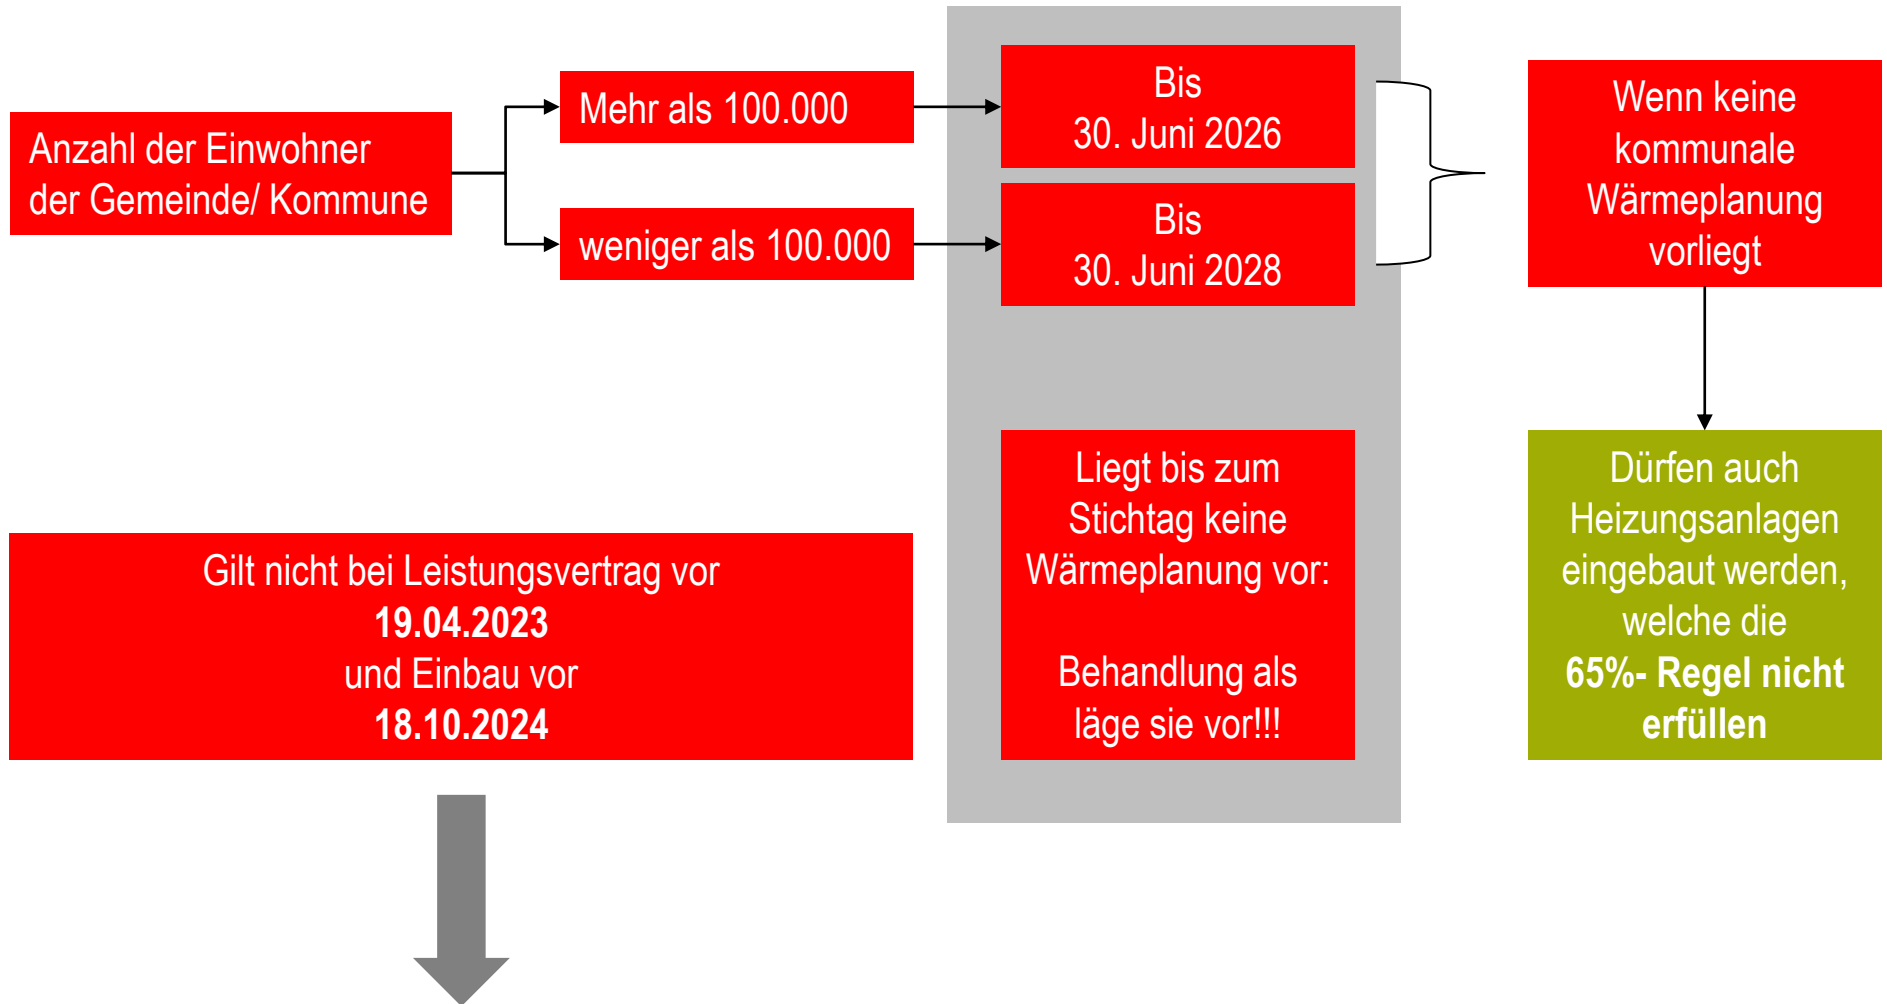 Anzahl der Einwohner
der Gemeinde/ Kommune
Mehr als 100.000
weniger als 100.000
Bis
30. Juni 2026
Bis
30. Juni 2028
Wenn keine
kommunale
Wärmeplanung
vorliegt
Gilt nicht bei Leistungsvertrag vor
19.04.2023
und Einbau vor
18.10.2024
Liegt bis zum
Stichtag keine
Wärmeplanung vor:
Behandlung als
läge sie vor!!!
Dürfen auch
Heizungsanlagen
eingebaut werden,
welche die
65%- Regel nicht
erfüllen